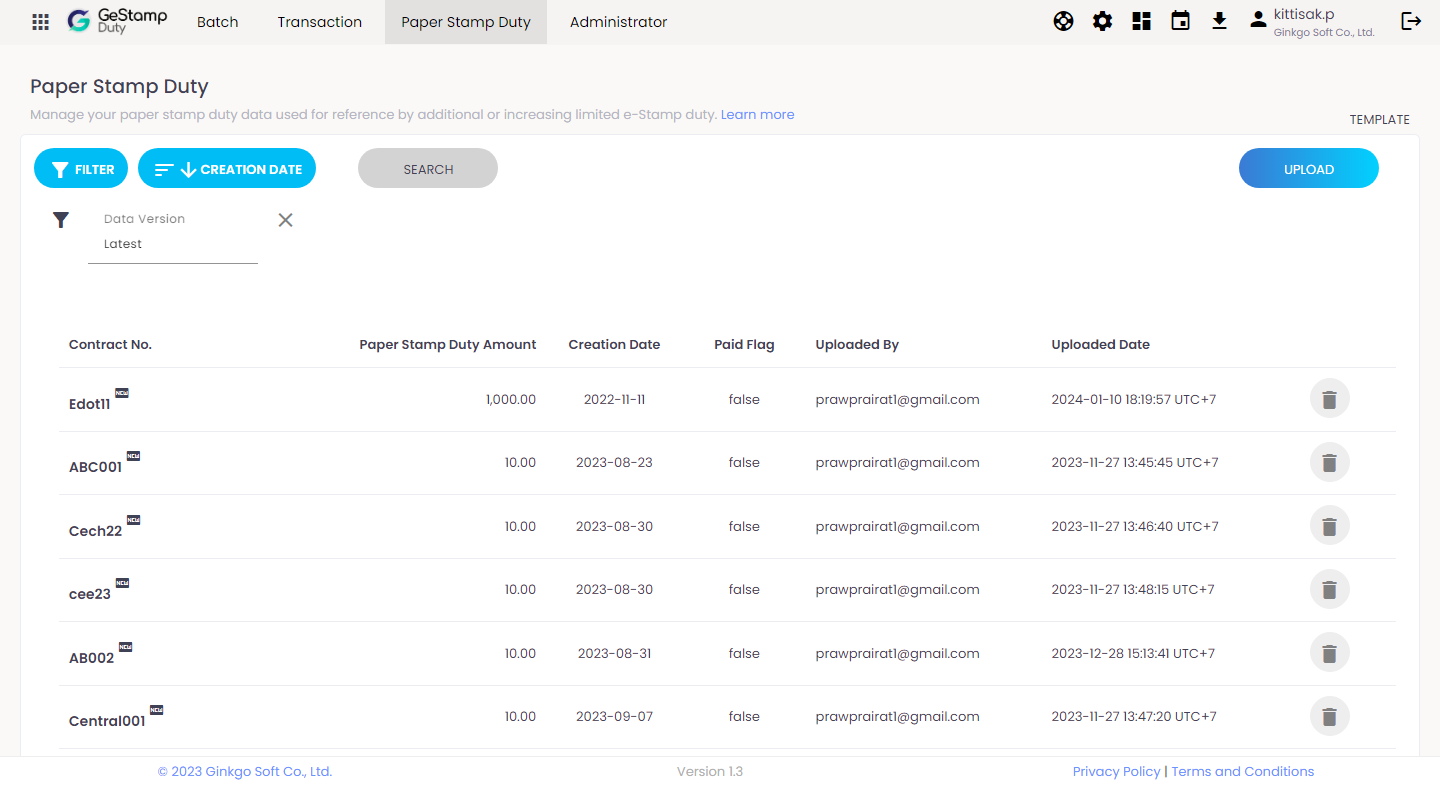 GeStamp
Duty
Batch
Transaction
Paper Stamp Duty
Administrator
kittisak.p
Ginkgo Soft Co., Ltd.
Paper Stamp Duty
Manage your paper stamp duty data used for reference by additional or increasing limited e-Stamp duty. Learn more
TEMPLATE
FILTER
CREATION DATE
SEARCH
UPLOAD
Data Version
Latest
Contract No. Paper Stamp Duty Amount Creation Date Paid Flag Uploaded By Uploaded Date
Edot11 NEW 1,000.00 2022-11-11 false prawprairat1@gmail.com 2024-01-10 18:19:57 UTC+7
ABC001 NEW 10.00 2023-08-23 false prawprairat1@gmail.com 2023-11-27 13:45:45 UTC+7
Cech22 NEW 10.00 2023-08-30 false prawprairat1@gmail.com 2023-11-27 13:46:40 UTC+7
cee23 NEW 10.00 2023-08-30 false prawprairat1@gmail.com 2023-11-27 13:48:15 UTC+7
AB002 NEW 10.00 2023-08-31 false prawprairat1@gmail.com 2023-12-28 15:13:41 UTC+7
Central001 NEW 10.00 2023-09-07 false prawprairat1@gmail.com 2023-11-27 13:47:20 UTC+7
© 2023 Ginkgo Soft Co., Ltd.
Version 1.3
Privacy Policy | Terms and Conditions